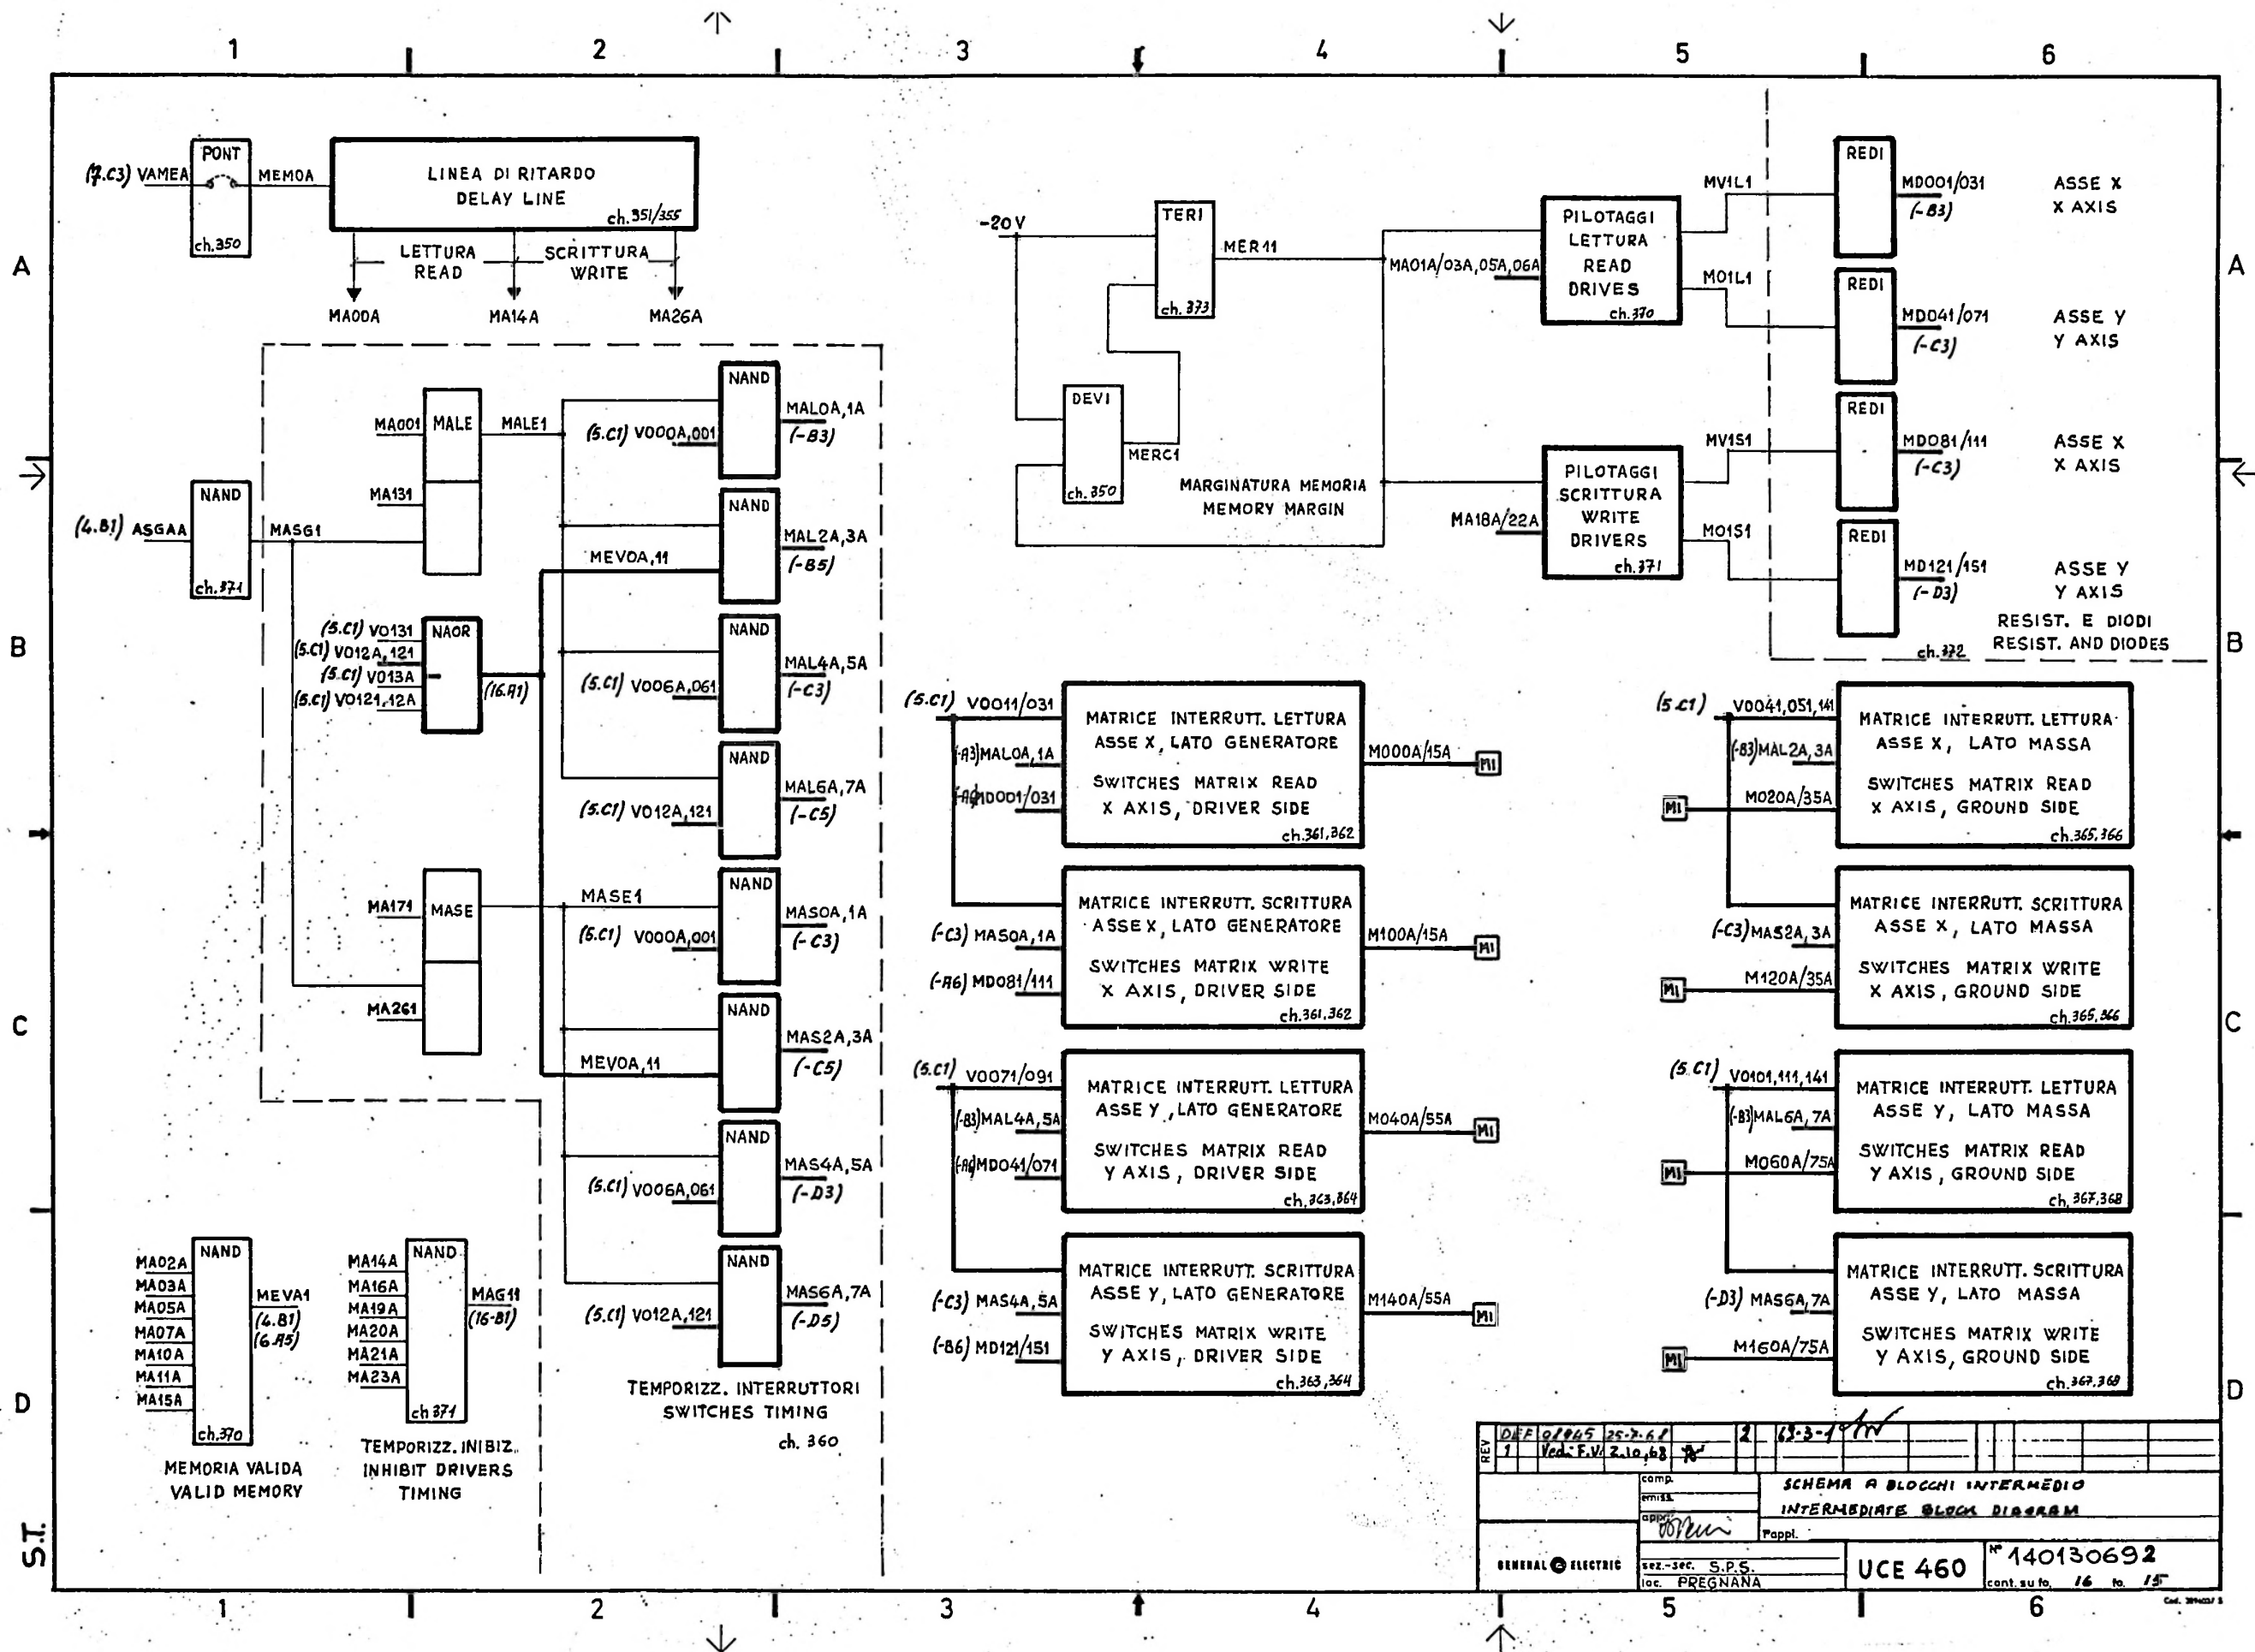 1 2 3 4 5 6
A
B
C
D
S.T.
PONT
(7.C3) VAMEA
MEMOA
ch.350
LINEA DI RITARDO
DELAY LINE
ch.351/355
LETTURA
READ
SCRITTURA
WRITE
MA00A
MA14A
MA26A
(4.B1) ASGAA
NAND
ch.371
MASG1
MA001
MALE
MALE1
MA131
(5.C1) V0131
(5.C1) V012A,121
(5.C1) V013A
(5.C1) V0121,12A
NAOR
(16.A1)
MA171
MASE
MASE1
MA261
NAND
(5.C1) V000A,001
MAL0A,1A
(-B3)
NAND
MEV0A,11
MAL2A,3A
(-B5)
NAND
(5.C1) V006A,061
MAL4A,5A
(-C3)
NAND
(5.C1) V012A,121
MAL6A,7A
(-C5)
NAND
(5.C1) V000A,001
MAS0A,1A
(-C3)
NAND
MEV0A,11
MAS2A,3A
(-C5)
NAND
(5.C1) V006A,061
MAS4A,5A
(-D3)
NAND
(5.C1) V012A,121
MAS6A,7A
(-D5)
TEMPORIZZ. INTERRUTTORI
SWITCHES TIMING
ch. 360
NAND
MA02A
MA03A
MA05A
MA07A
MA10A
MA11A
MA15A
MEVA1
(4.B1)
(6.A5)
ch.370
MEMORIA VALIDA
VALID MEMORY
NAND
MA14A
MA16A
MA19A
MA20A
MA21A
MA23A
MAG11
(16-B1)
ch 371
TEMPORIZZ. INIBIZ.
INHIBIT DRIVERS
TIMING
-20V
TERI
ch.373
MER11
DEVI
ch.350
MERC1
MARGINATURA MEMORIA
MEMORY MARGIN
MA01A/03A,05A,06A
PILOTAGGI
LETTURA
READ
DRIVES
ch.370
MV1L1
MO1L1
MA18A/22A
PILOTAGGI
SCRITTURA
WRITE
DRIVERS
ch.371
MV1S1
MO1S1
REDI
MD001/031
(-B3)
ASSE X
X AXIS
REDI
MD041/071
(-C3)
ASSE Y
Y AXIS
REDI
MD081/111
(-C3)
ASSE X
X AXIS
REDI
MD121/151
(-D3)
ASSE Y
Y AXIS
RESIST. E DIODI
RESIST. AND DIODES
ch.372
(5.C1) V0011/031
(-A3)MAL0A,1A
MD001/031
MATRICE INTERRUTT. LETTURA
ASSE X, LATO GENERATORE
SWITCHES MATRIX READ
X AXIS, DRIVER SIDE
ch.361,362
M000A/15A
MI
(-C3) MAS0A,1A
(-A6) MD081/111
MATRICE INTERRUTT. SCRITTURA
ASSE X, LATO GENERATORE
SWITCHES MATRIX WRITE
X AXIS, DRIVER SIDE
ch.361,362
M100A/15A
MI
(5.C1) V0071/091
(-B3)MAL4A,5A
MD041/071
MATRICE INTERRUTT. LETTURA
ASSE Y, LATO GENERATORE
SWITCHES MATRIX READ
Y AXIS, DRIVER SIDE
ch.363,364
M040A/55A
MI
(-C3) MAS4A,5A
(-B6) MD121/151
MATRICE INTERRUTT. SCRITTURA
ASSE Y, LATO GENERATORE
SWITCHES MATRIX WRITE
Y AXIS, DRIVER SIDE
ch.363,364
M140A/55A
MI
(5.C1) V0041,051,141
(-B3)MAL2A,3A
MI
M020A/35A
MATRICE INTERRUTT. LETTURA
ASSE X, LATO MASSA
SWITCHES MATRIX READ
X AXIS, GROUND SIDE
ch.365,366
(-C3)MAS2A,3A
MI
M120A/35A
MATRICE INTERRUTT. SCRITTURA
ASSE X, LATO MASSA
SWITCHES MATRIX WRITE
X AXIS, GROUND SIDE
ch.365,366
(5.C1) V0101,111,141
(-B3)MAL6A,7A
MI
M060A/75A
MATRICE INTERRUTT. LETTURA
ASSE Y, LATO MASSA
SWITCHES MATRIX READ
Y AXIS, GROUND SIDE
ch.367,368
(-D3) MAS6A,7A
MI
M160A/75A
MATRICE INTERRUTT. SCRITTURA
ASSE Y, LATO MASSA
SWITCHES MATRIX WRITE
Y AXIS, GROUND SIDE
ch.367,368
REV
2
1 Ved. F.V. 2.10.68
comp.
emiss.
appr.
SCHEMA A BLOCCHI INTERMEDIO
INTERMEDIATE BLOCK DIAGRAM
Pappl.
GENERAL ELECTRIC
sez.-sec. S.P.S.
loc. PREGNANA
UCE 460
N° 140130692
cont. su fo. 16 fo. 15
A
B
C
D
1 2 3 4 5 6